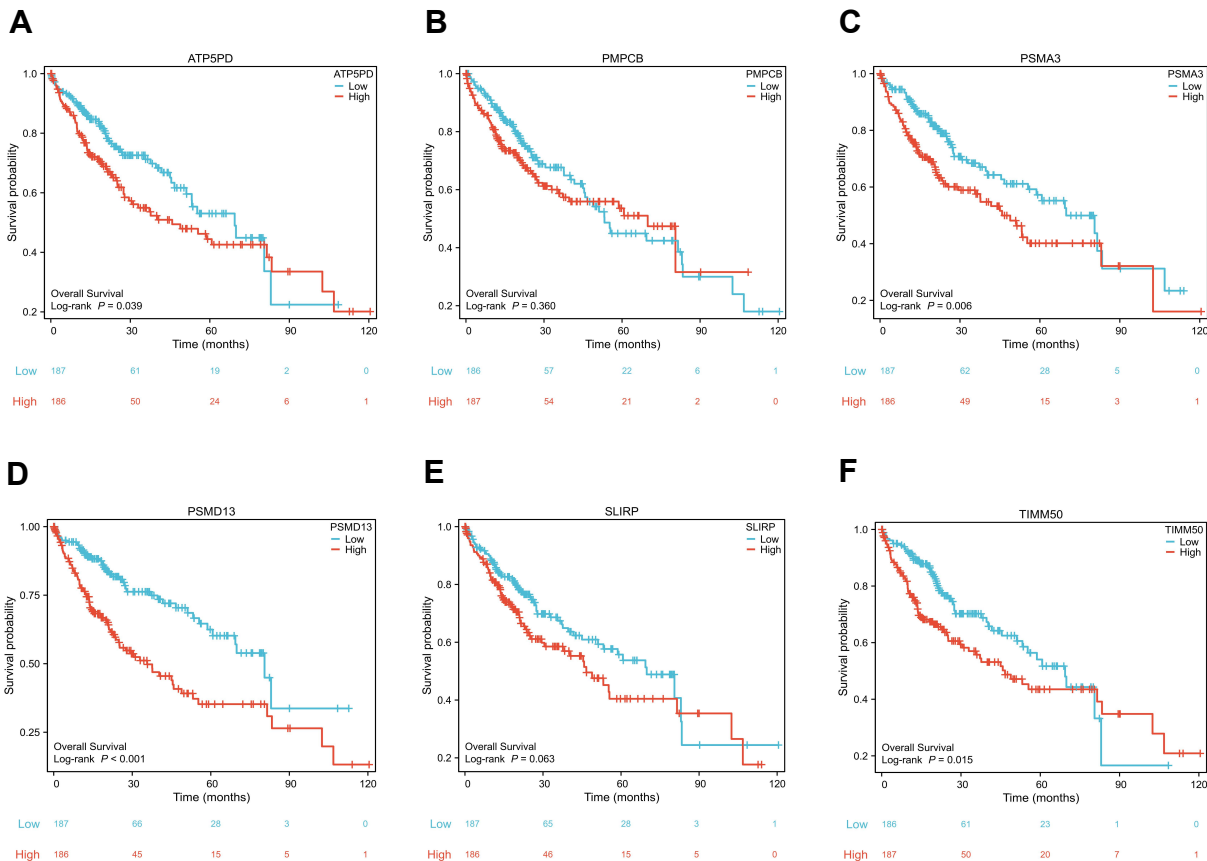 A
ATP5PD
ATP5PD
Low
High
Survival probability
1.0
0.8
0.6
0.4
0.2
Overall Survival
Log-rank P = 0.039
0 30 60 90 120
Time (months)
Low 187 61 19 2 0
High 186 50 24 6 1
B
PMPCB
PMPCB
Low
High
Survival probability
1.0
0.8
0.6
0.4
0.2
Overall Survival
Log-rank P = 0.360
0 30 60 90 120
Time (months)
Low 186 57 22 6 1
High 187 54 21 2 0
C
PSMA3
PSMA3
Low
High
Survival probability
1.0
0.8
0.6
0.4
0.2
Overall Survival
Log-rank P = 0.006
0 30 60 90 120
Time (months)
Low 187 62 28 5 0
High 186 49 15 3 1
D
PSMD13
PSMD13
Low
High
Survival probability
1.00
0.75
0.50
0.25
Overall Survival
Log-rank P < 0.001
0 30 60 90 120
Time (months)
Low 187 66 28 3 0
High 186 45 15 5 1
E
SLIRP
SLIRP
Low
High
Survival probability
1.0
0.8
0.6
0.4
0.2
Overall Survival
Log-rank P = 0.063
0 30 60 90 120
Time (months)
Low 187 65 28 3 1
High 186 46 15 5 0
F
TIMM50
TIMM50
Low
High
Survival probability
1.0
0.8
0.6
0.4
0.2
Overall Survival
Log-rank P = 0.015
0 30 60 90 120
Time (months)
Low 186 61 23 1 0
High 187 50 20 7 1